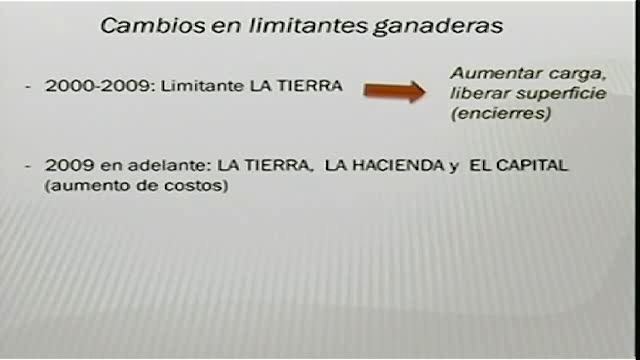 Cambios en limitantes ganaderas
- 2000-2009: Limitante LA TIERRA
Aumentar carga,
liberar superficie
(encierres)
- 2009 en adelante: LA TIERRA, LA HACIENDA y EL CAPITAL
(aumento de costos)